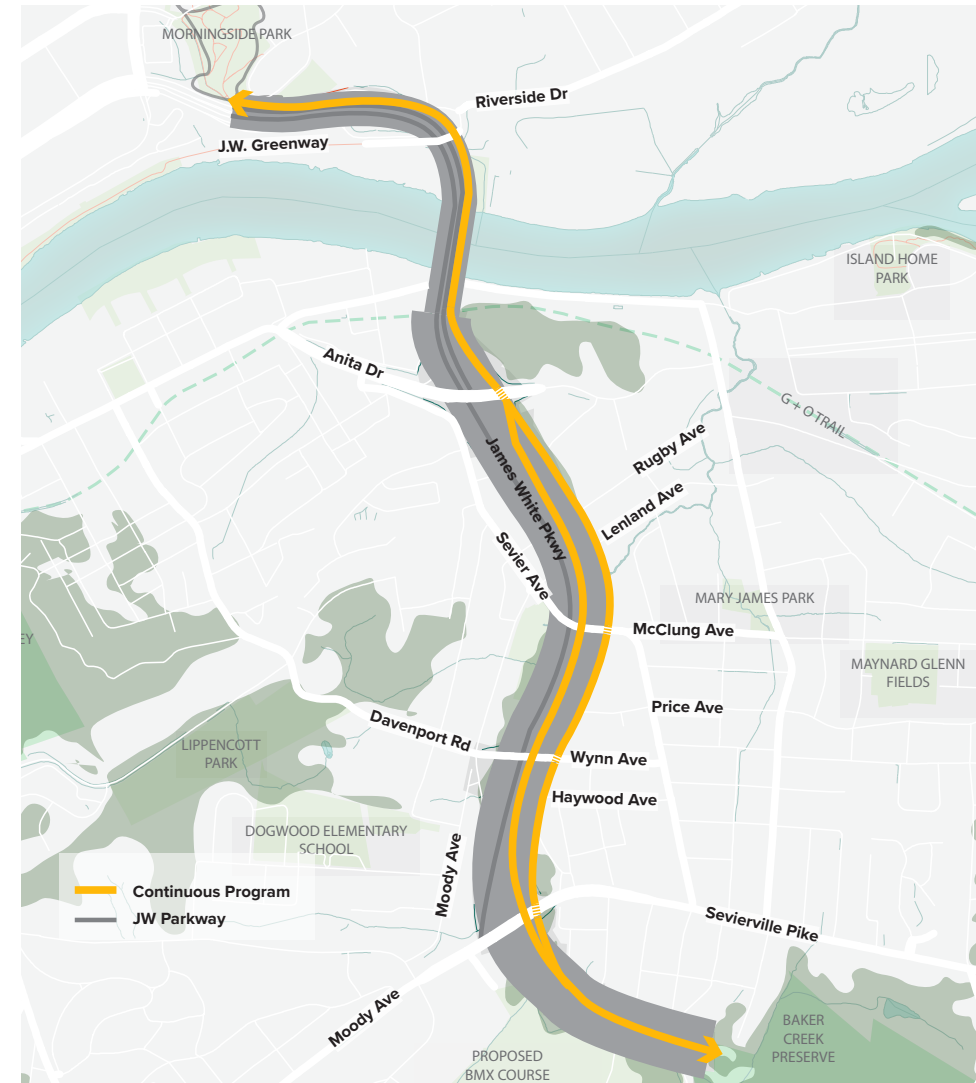 MORNINGSIDE PARK
Riverside Dr
J.W. Greenway
ISLAND HOME
PARK
Anita Dr
G + O TRAIL
Rugby Ave
James White Pkwy
Lenland Ave
Sevier Ave
MARY JAMES PARK
McClung Ave
EY
MAYNARD GLENN
FIELDS
Price Ave
Davenport Rd
LIPPENCOTT
PARK
Wynn Ave
Haywood Ave
DOGWOOD ELEMENTARY
SCHOOL
Moody Ave
Continuous Program
JW Parkway
Sevierville Pike
Moody Ave
BAKER
CREEK
PRESERVE
PROPOSED
BMX COURSE